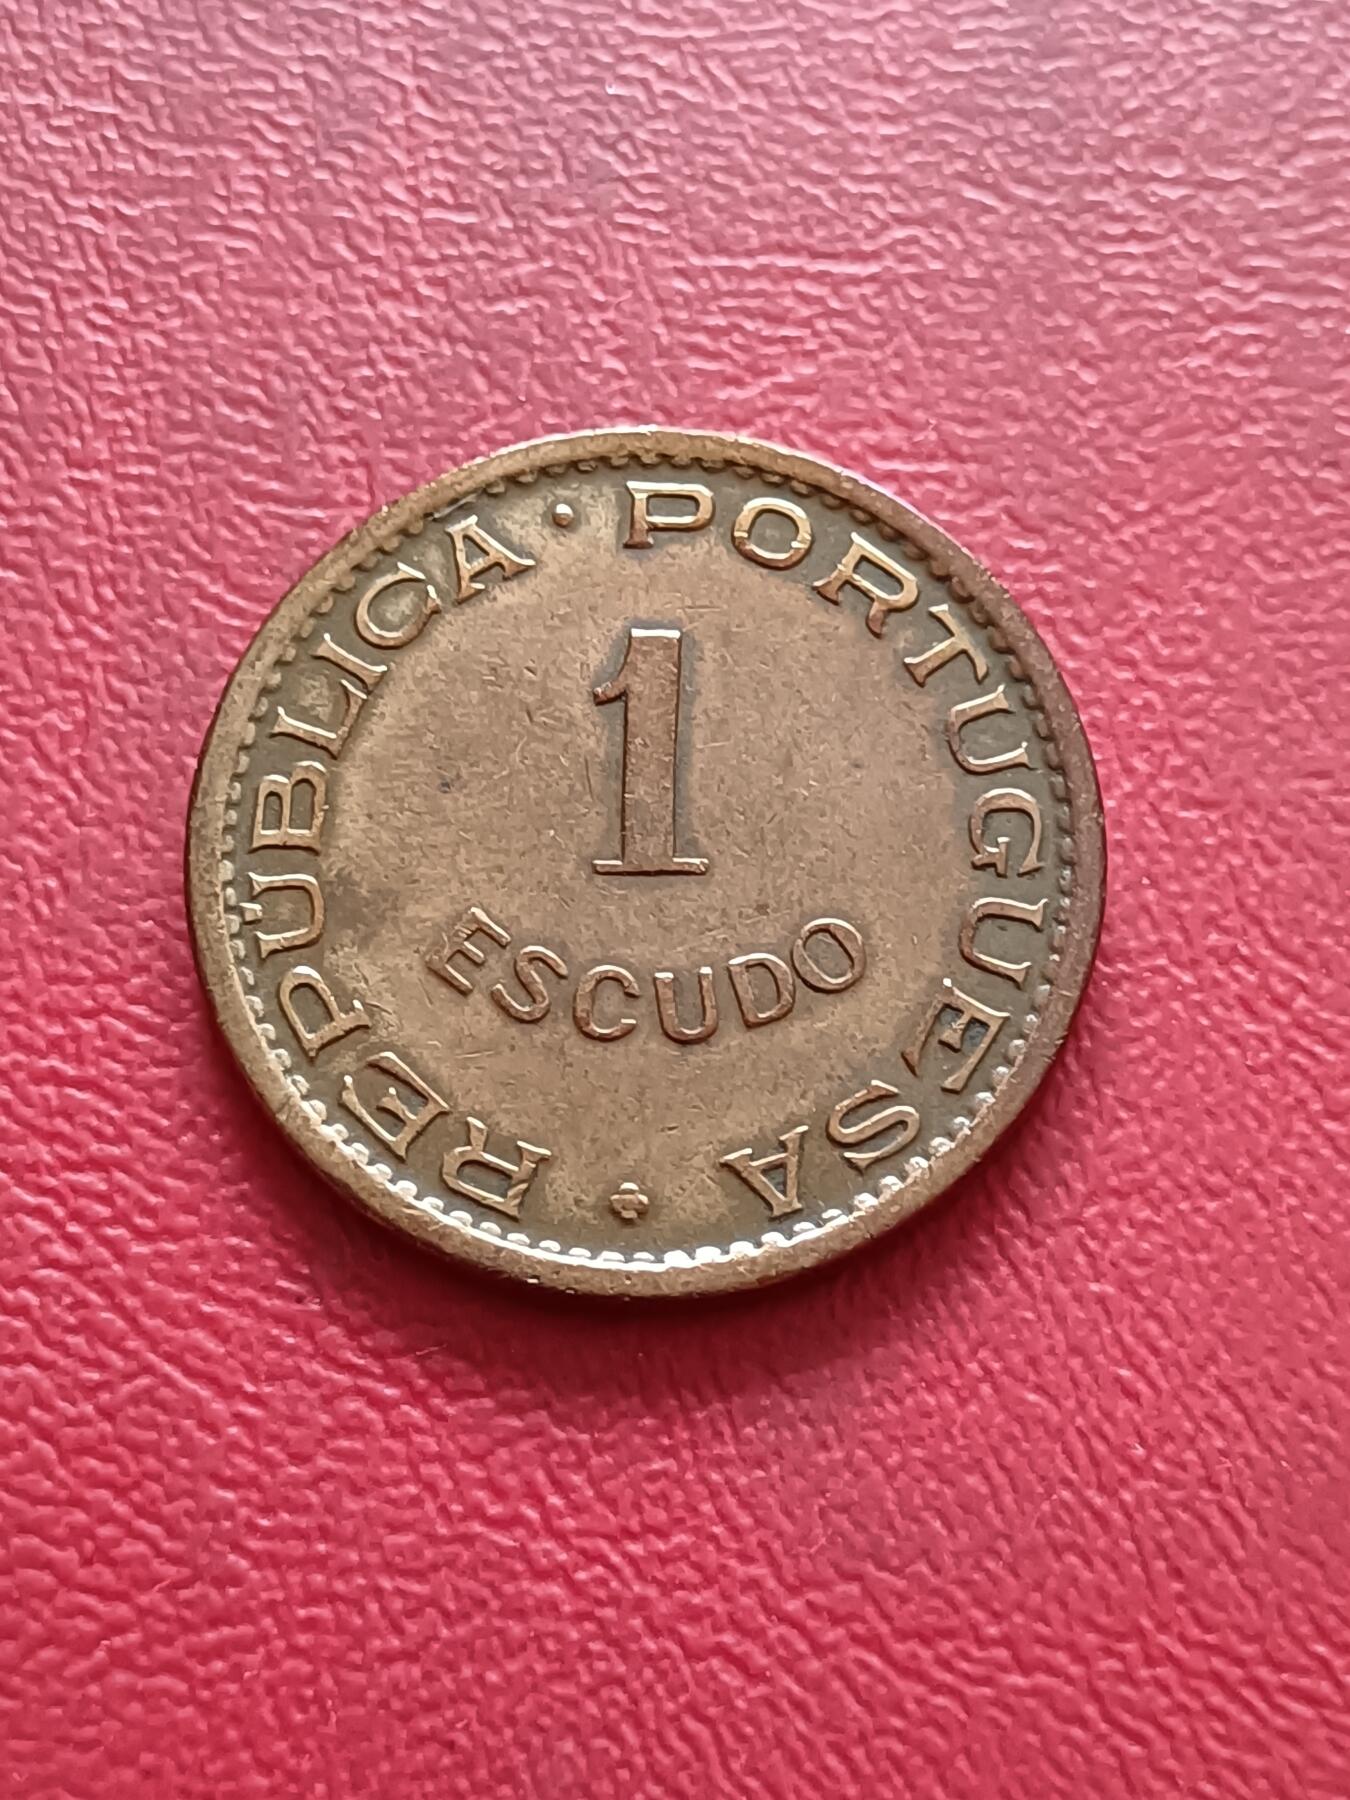 REPÚBLICA · PORTUGUESA ·
1
ESCUDO